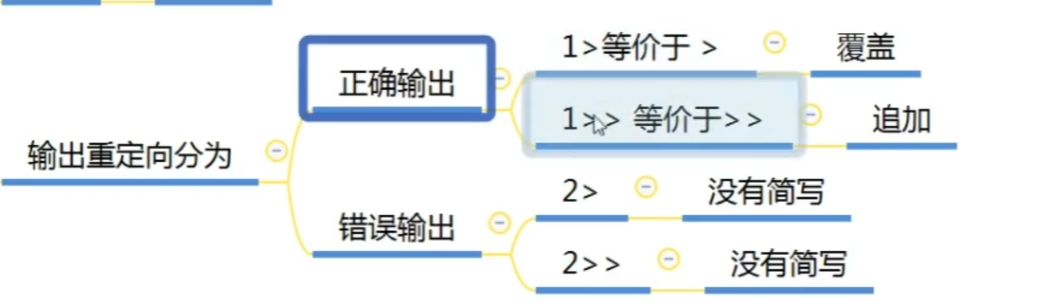 输出重定向分为
正确输出
1>等价于 >
覆盖
1>> 等价于>>
追加
错误输出
2>
没有简写
2>>
没有简写